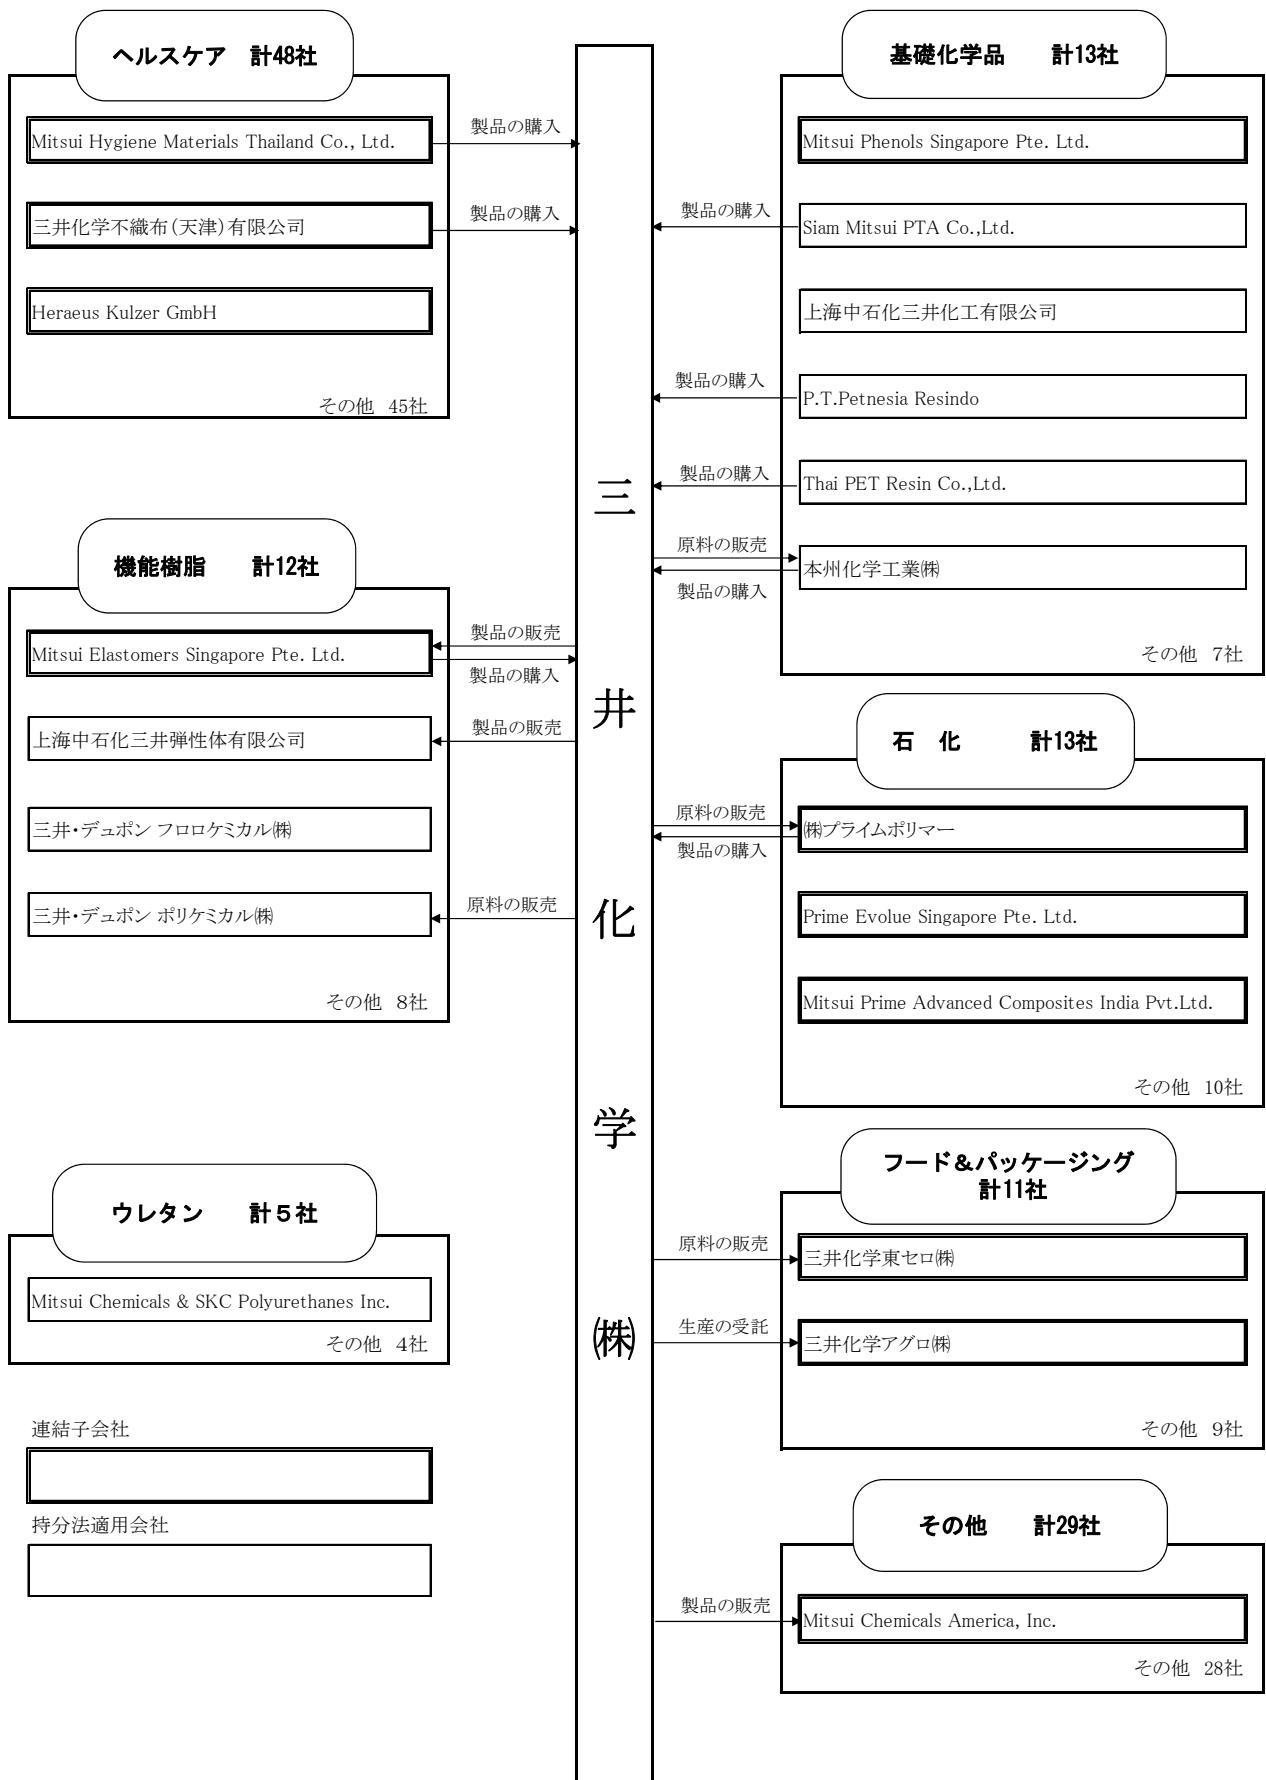 ヘルスケア　計48社
Mitsui Hygiene Materials Thailand Co., Ltd.
製品の購入
三井化学不織布（天津）有限公司
製品の購入
Heraeus Kulzer GmbH
その他　45社
機能樹脂　　計12社
Mitsui Elastomers Singapore Pte. Ltd.
製品の販売
製品の購入
上海中石化三井弾性体有限公司
製品の販売
三井・デュポン フロロケミカル㈱
三井・デュポン ポリケミカル㈱
原料の販売
その他　8社
ウレタン　　計５社
Mitsui Chemicals & SKC Polyurethanes Inc.
その他　4社
連結子会社
持分法適用会社
三
井
化
学
㈱
基礎化学品　　計13社
Mitsui Phenols Singapore Pte. Ltd.
製品の購入
Siam Mitsui PTA Co.,Ltd.
上海中石化三井化工有限公司
製品の購入
P.T.Petnesia Resindo
製品の購入
Thai PET Resin Co.,Ltd.
原料の販売
本州化学工業㈱
製品の購入
その他　7社
石　化　　　計13社
原料の販売
㈱プライムポリマー
製品の購入
Prime Evolue Singapore Pte. Ltd.
Mitsui Prime Advanced Composites India Pvt.Ltd.
その他　10社
フード＆パッケージング
計11社
原料の販売
三井化学東セロ㈱
生産の受託
三井化学アグロ㈱
その他　9社
その他　　計29社
製品の販売
Mitsui Chemicals America, Inc.
その他　28社